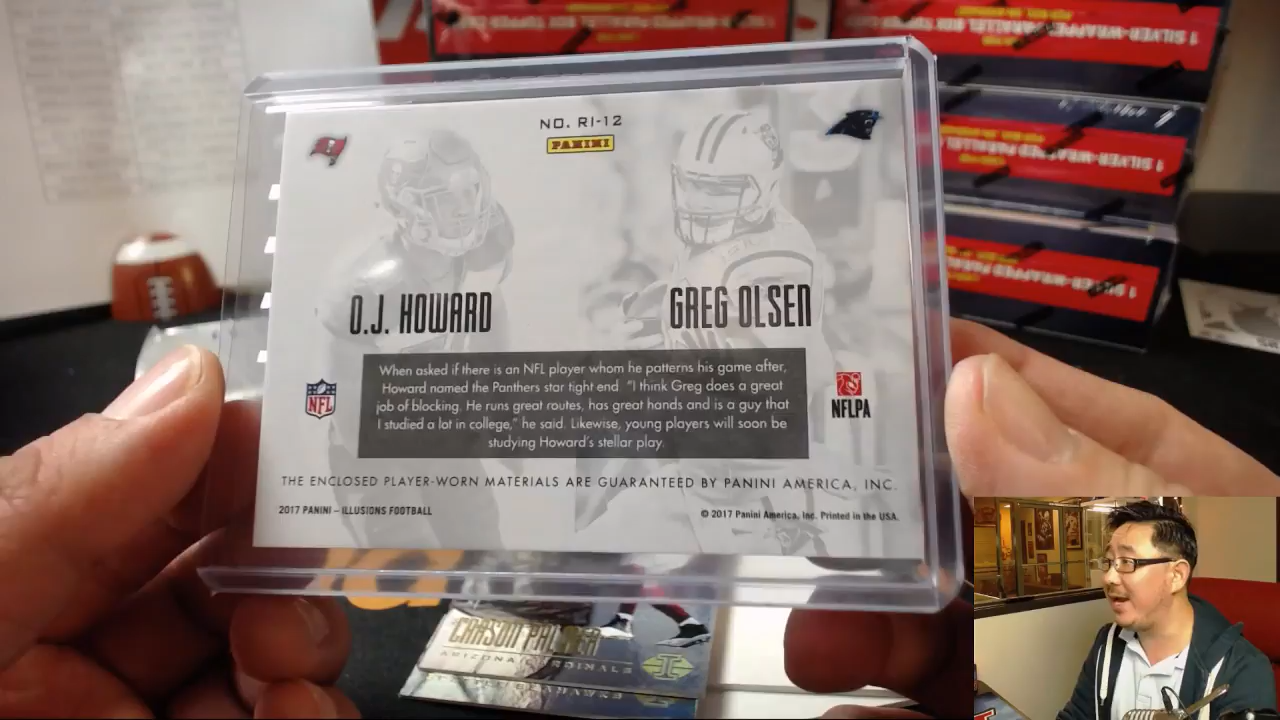 1 SILVER-WRAPPED PARALLEL BOX TOPPER CARD
NO. RI-12
PANINI
O.J. HOWARD
GREG OLSEN
When asked if there is an NFL player whom he patterns his game after,
Howard named the Panthers star tight end. "I think Greg does a great
job of blocking. He runs great routes, has great hands and is a guy that
I studied a lot in college," he said. Likewise, young players will soon be
studying Howard's stellar play.
NFL
NFLPA
THE ENCLOSED PLAYER-WORN MATERIALS ARE GUARANTEED BY PANINI AMERICA, INC.
2017 PANINI – ILLUSIONS FOOTBALL
© 2017 Panini America, Inc. Printed in the USA.
CARSON PALMER
ARIZONA CARDINALS
SEAHAWKS